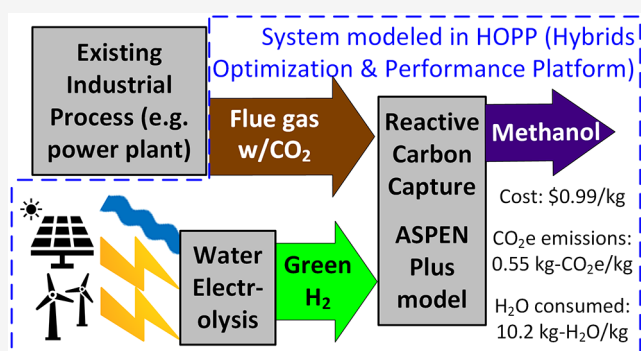 System modeled in HOPP (Hybrids
Optimization & Performance Platform)
Existing
Industrial
Process (e.g.
power plant)
Flue gas
w/CO₂
Reactive
Carbon
Capture
ASPEN
Plus
model
Methanol
Cost: $0.99/kg
CO₂e emissions:
0.55 kg-CO₂e/kg
H₂O consumed:
10.2 kg-H₂O/kg
Water
Electr-
olysis
Green
H₂